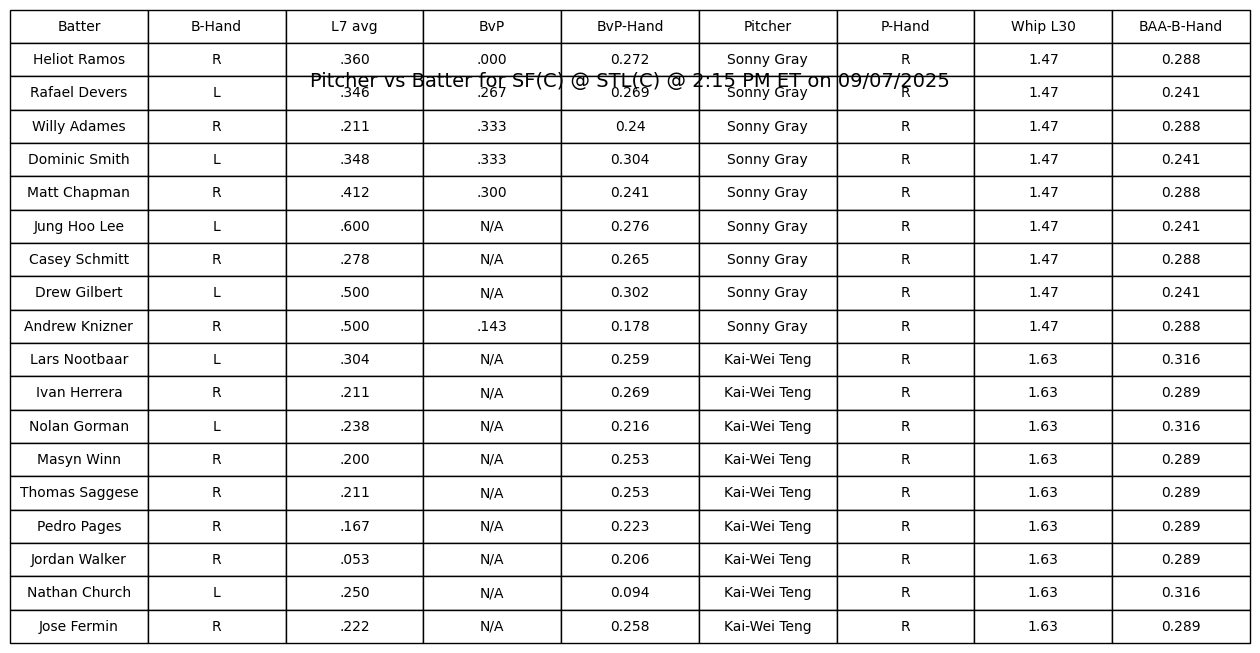 Batter B-Hand L7 avg BvP BvP-Hand Pitcher P-Hand Whip L30 BAA-B-Hand
Heliot Ramos R .360 .000 0.272 Sonny Gray R 1.47 0.288
Pitcher vs Batter for SF(C) @ STL(C) @ 2:15 PM ET on 09/07/2025
Rafael Devers L .346 .267 0.269 Sonny Gray R 1.47 0.241
Willy Adames R .211 .333 0.24 Sonny Gray R 1.47 0.288
Dominic Smith L .348 .333 0.304 Sonny Gray R 1.47 0.241
Matt Chapman R .412 .300 0.241 Sonny Gray R 1.47 0.288
Jung Hoo Lee L .600 N/A 0.276 Sonny Gray R 1.47 0.241
Casey Schmitt R .278 N/A 0.265 Sonny Gray R 1.47 0.288
Drew Gilbert L .500 N/A 0.302 Sonny Gray R 1.47 0.241
Andrew Knizner R .500 .143 0.178 Sonny Gray R 1.47 0.288
Lars Nootbaar L .304 N/A 0.259 Kai-Wei Teng R 1.63 0.316
Ivan Herrera R .211 N/A 0.269 Kai-Wei Teng R 1.63 0.289
Nolan Gorman L .238 N/A 0.216 Kai-Wei Teng R 1.63 0.316
Masyn Winn R .200 N/A 0.253 Kai-Wei Teng R 1.63 0.289
Thomas Saggese R .211 N/A 0.253 Kai-Wei Teng R 1.63 0.289
Pedro Pages R .167 N/A 0.223 Kai-Wei Teng R 1.63 0.289
Jordan Walker R .053 N/A 0.206 Kai-Wei Teng R 1.63 0.289
Nathan Church L .250 N/A 0.094 Kai-Wei Teng R 1.63 0.316
Jose Fermin R .222 N/A 0.258 Kai-Wei Teng R 1.63 0.289